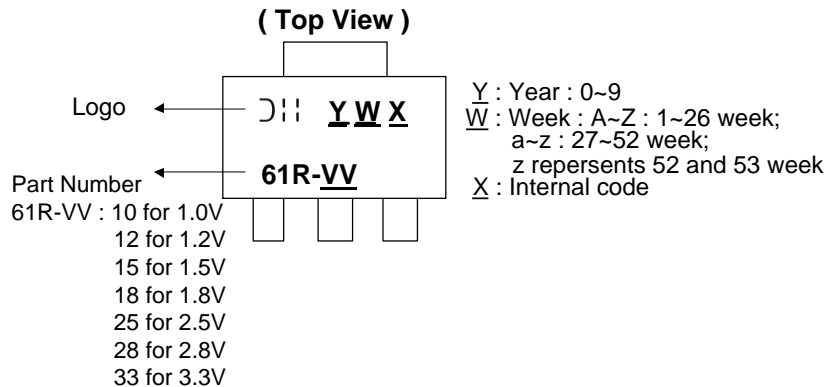 ( Top View )
Logo
Y W X
61R-VV
Part Number
61R-VV : 10 for 1.0V
12 for 1.2V
15 for 1.5V
18 for 1.8V
25 for 2.5V
28 for 2.8V
33 for 3.3V
Y : Year : 0~9
W : Week : A~Z : 1~26 week;
a~z : 27~52 week;
z repersents 52 and 53 week
X : Internal code